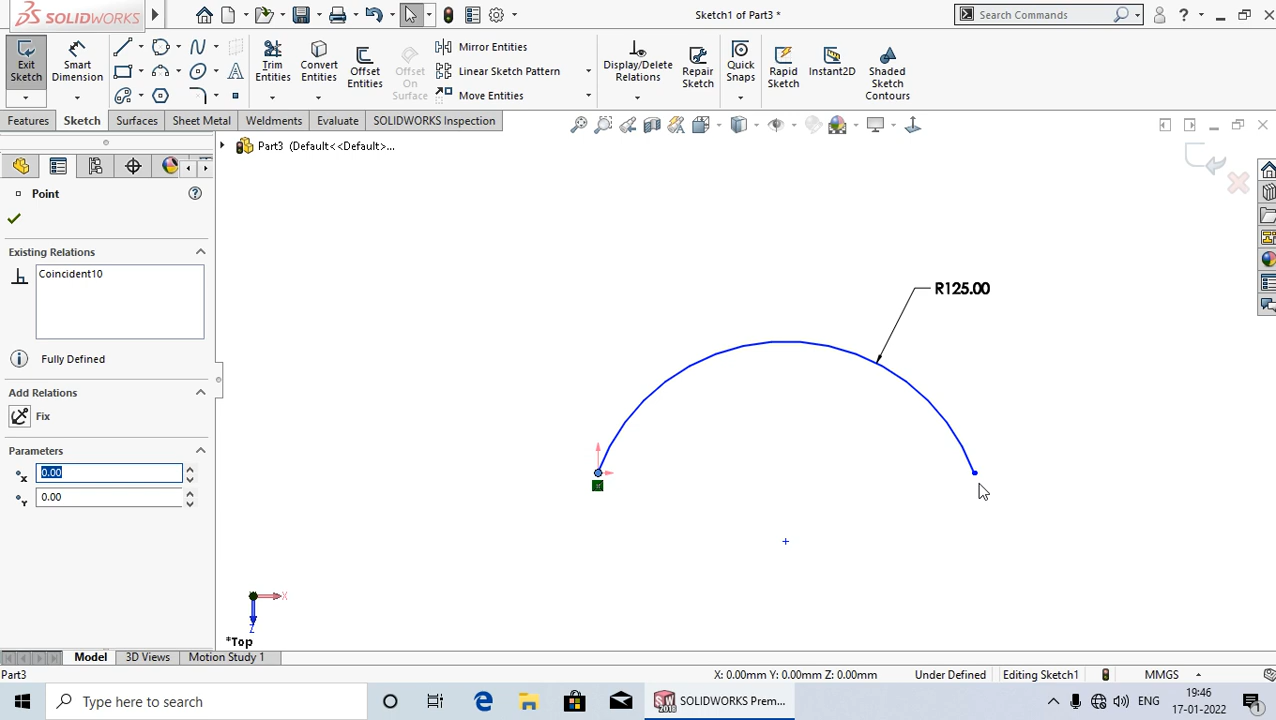 SOLIDWORKS
Sketch1 of Part3 *
Search Commands
Exit Sketch
Smart Dimension
Trim Entities
Convert Entities
Offset Entities
Offset On Surface
Mirror Entities
Linear Sketch Pattern
Move Entities
Display/Delete Relations
Repair Sketch
Quick Snaps
Rapid Sketch
Instant2D
Shaded Sketch Contours
Features Sketch Surfaces Sheet Metal Weldments Evaluate SOLIDWORKS Inspection
Part3 (Default<<Default>...
Point
Existing Relations
Coincident10
Fully Defined
Add Relations
Fix
Parameters
x 0.00
Y 0.00
R125.00
X
Z
*Top
Model 3D Views Motion Study 1
Part3 X: 0.00mm Y: 0.00mm Z: 0.00mm Under Defined Editing Sketch1 MMGS
Type here to search
2018
SOLIDWORKS Prem...
ENG
19:46
17-01-2022
1